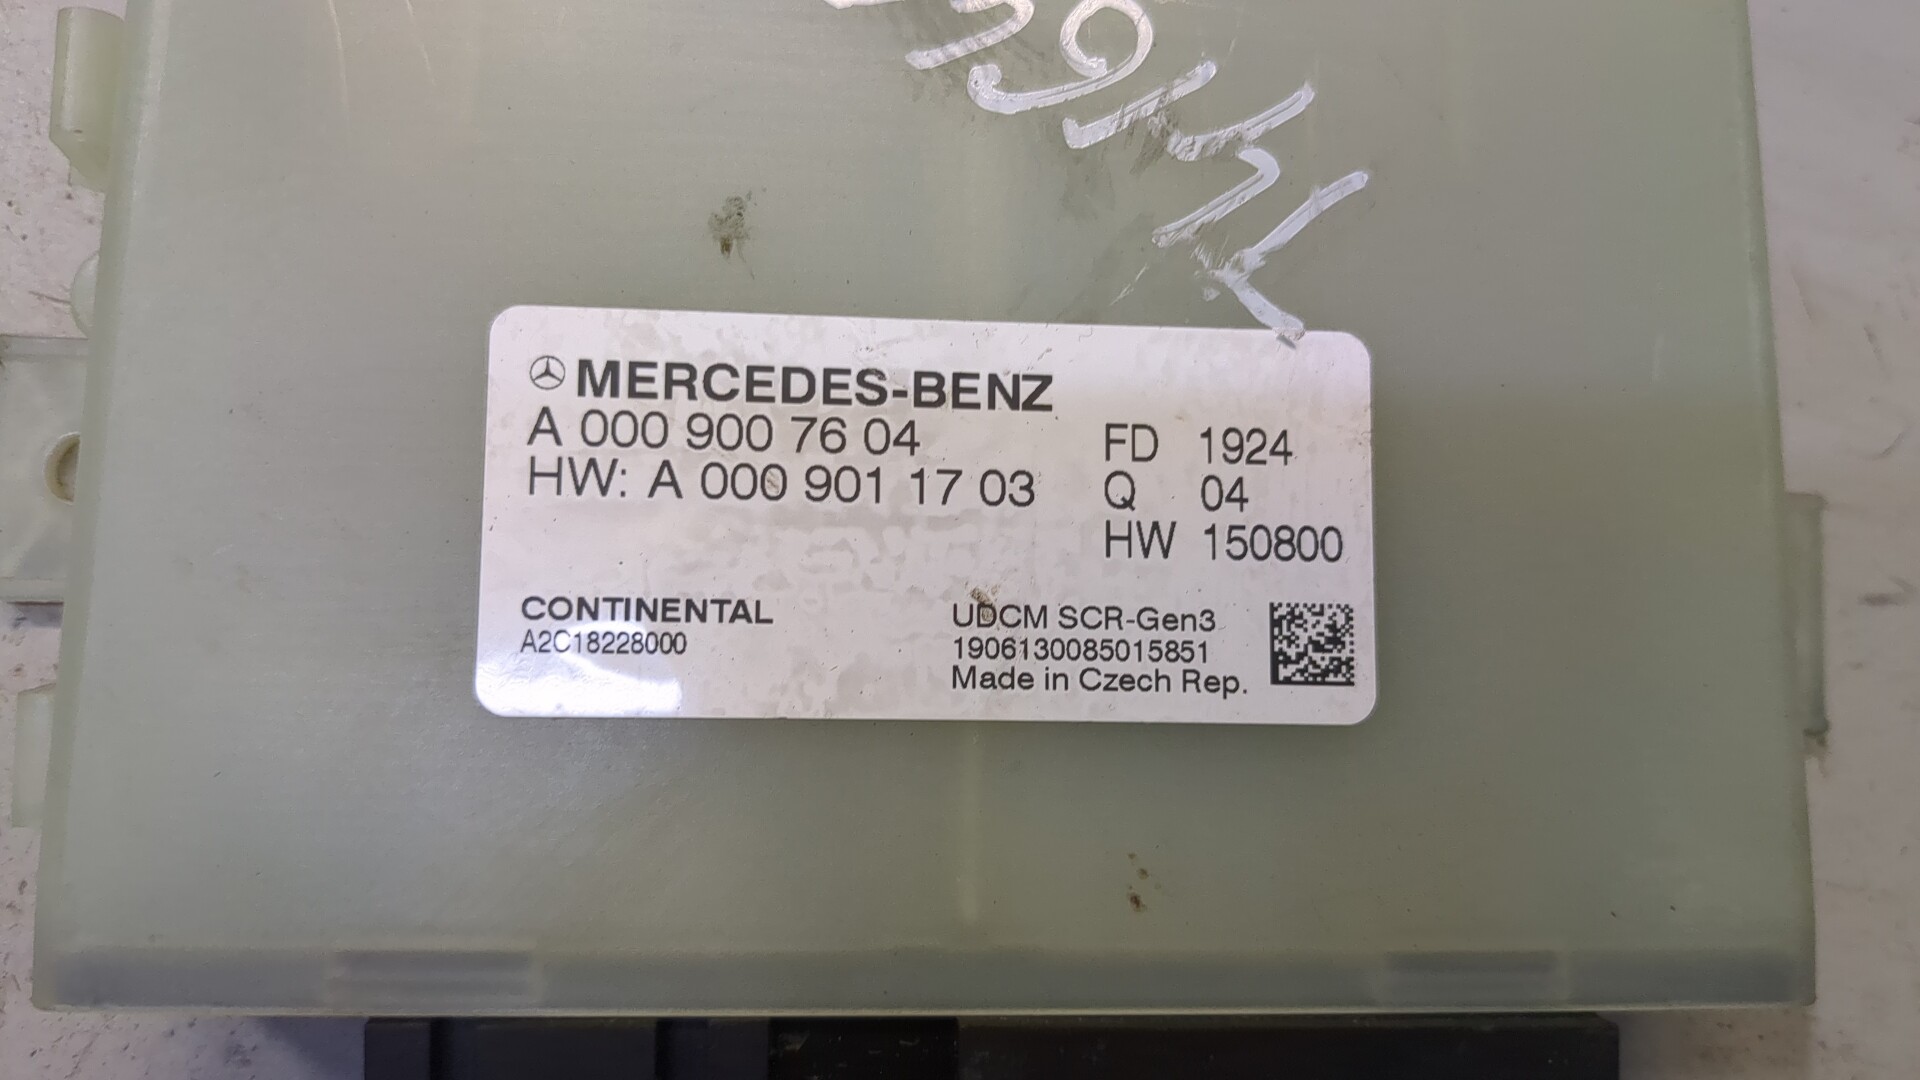 MERCEDES-BENZ
A 000 900 76 04
HW: A 000 901 17 03
FD 1924
Q 04
HW 150800
CONTINENTAL
A2C18228000
UDCM SCR-Gen3
1906130085015851
Made in Czech Rep.